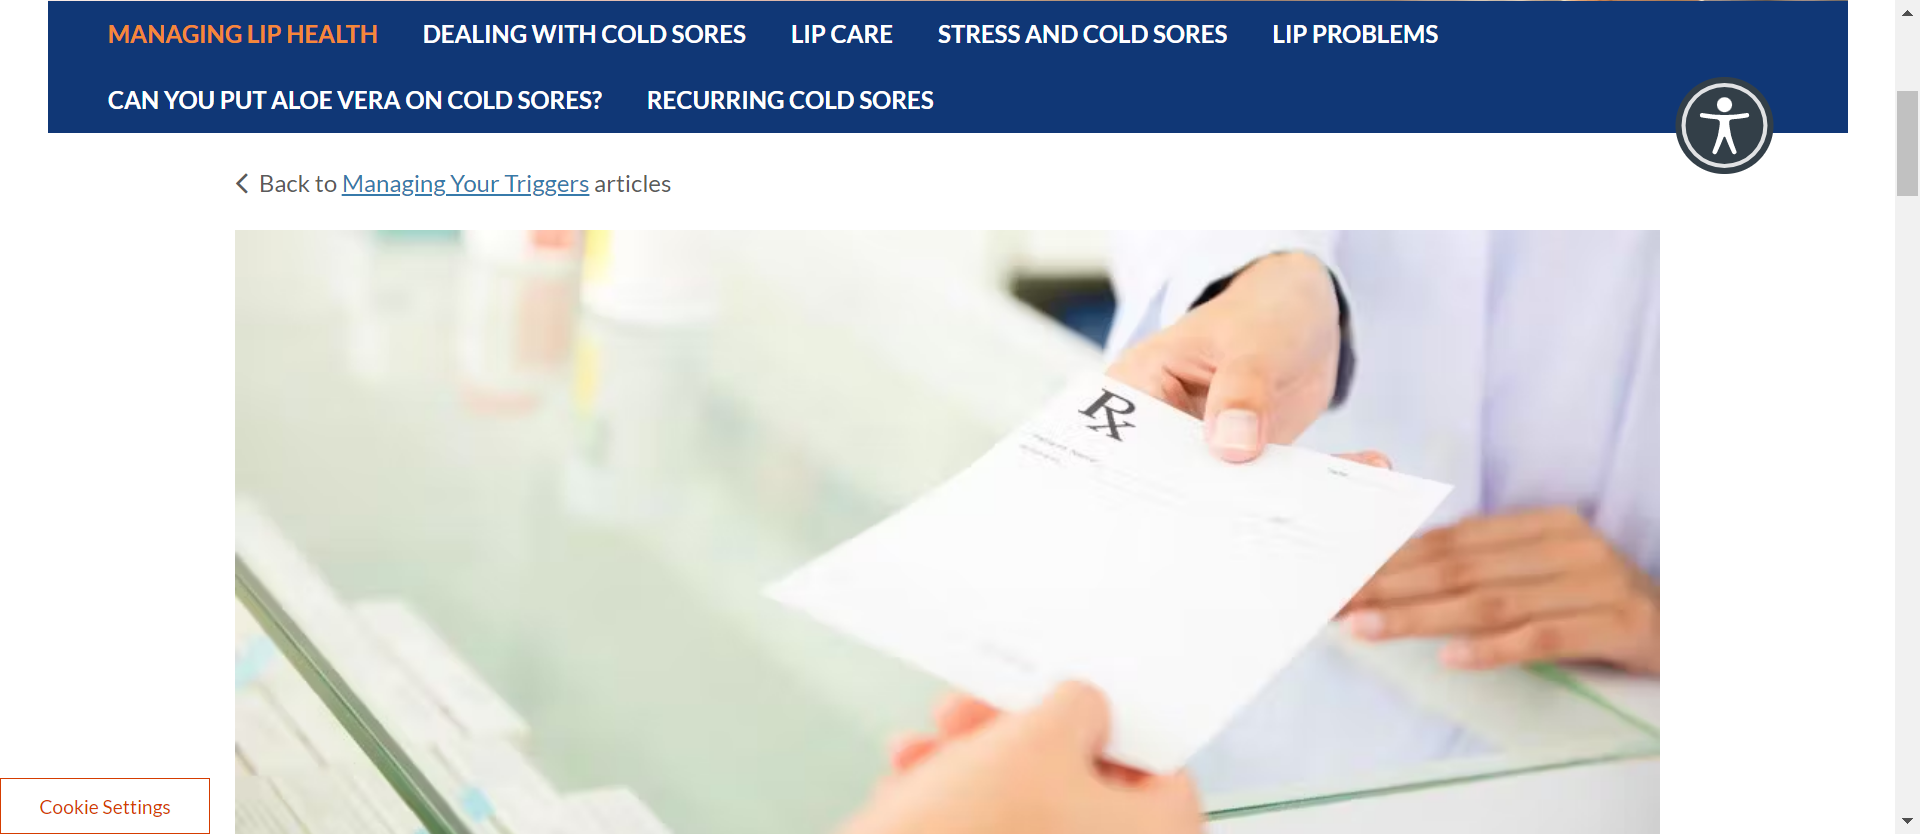 MANAGING LIP HEALTH DEALING WITH COLD SORES LIP CARE STRESS AND COLD SORES LIP PROBLEMS
CAN YOU PUT ALOE VERA ON COLD SORES? RECURRING COLD SORES
Back to Managing Your Triggers articles
Rx
Cookie Settings